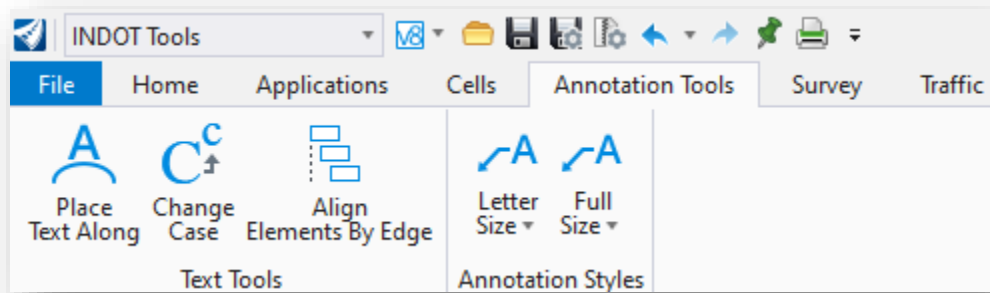 INDOT Tools V8
File Home Applications Cells Annotation Tools Survey Traffic
A C c A A
Place Change Align Letter Full
Text Along Case Elements By Edge Size Size
Text Tools Annotation Styles